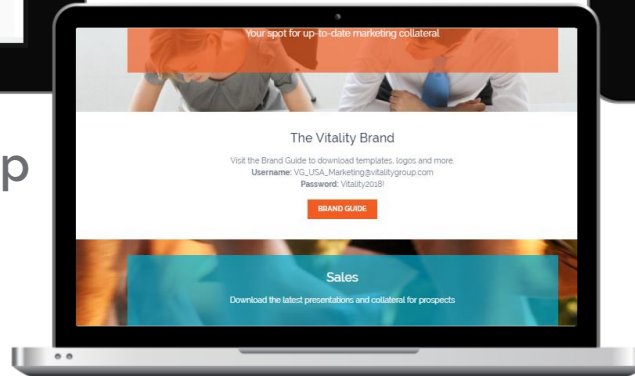 Your spot for up-to-date marketing collateral
p
The Vitality Brand
Visit the Brand Guide to download templates, logos and more.
Username: VG_USA_Marketing@vitalitygroup.com
Password: Vitality2018!
BRAND GUIDE
Sales
Download the latest presentations and collateral for prospects